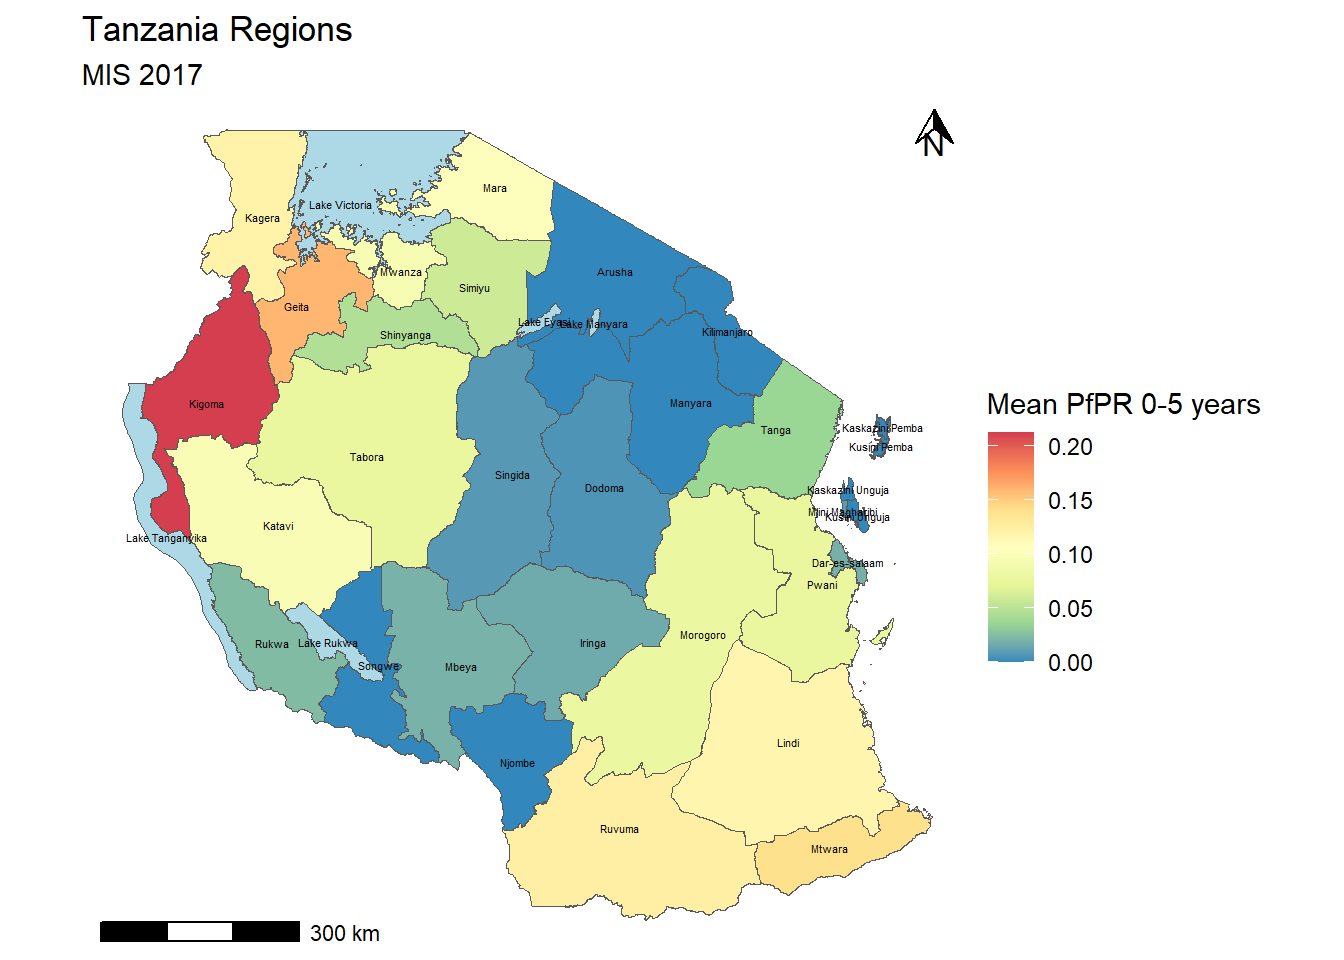 Tanzania Regions
MIS 2017
N
Mara
Lake Victoria
Kagera
Arusha
Mwanza
Simiyu
Geita
Lake Eyasi
Lake Manyara
Kilimanjaro
Shinyanga
Kigoma
Manyara
Kaskazini Pemba
Tanga
Kusini Pemba
Tabora
Singida
Dodoma
Kaskazini Unguja
Mjini Magharibi
Kusini Unguja
Katavi
Lake Tanganyika
Dar-es-salaam
Pwani
Rukwa
Lake Rukwa
Iringa
Morogoro
Songwe
Mbeya
Lindi
Njombe
Ruvuma
Mtwara
Mean PfPR 0-5 years
0.20
0.15
0.10
0.05
0.00
300 km